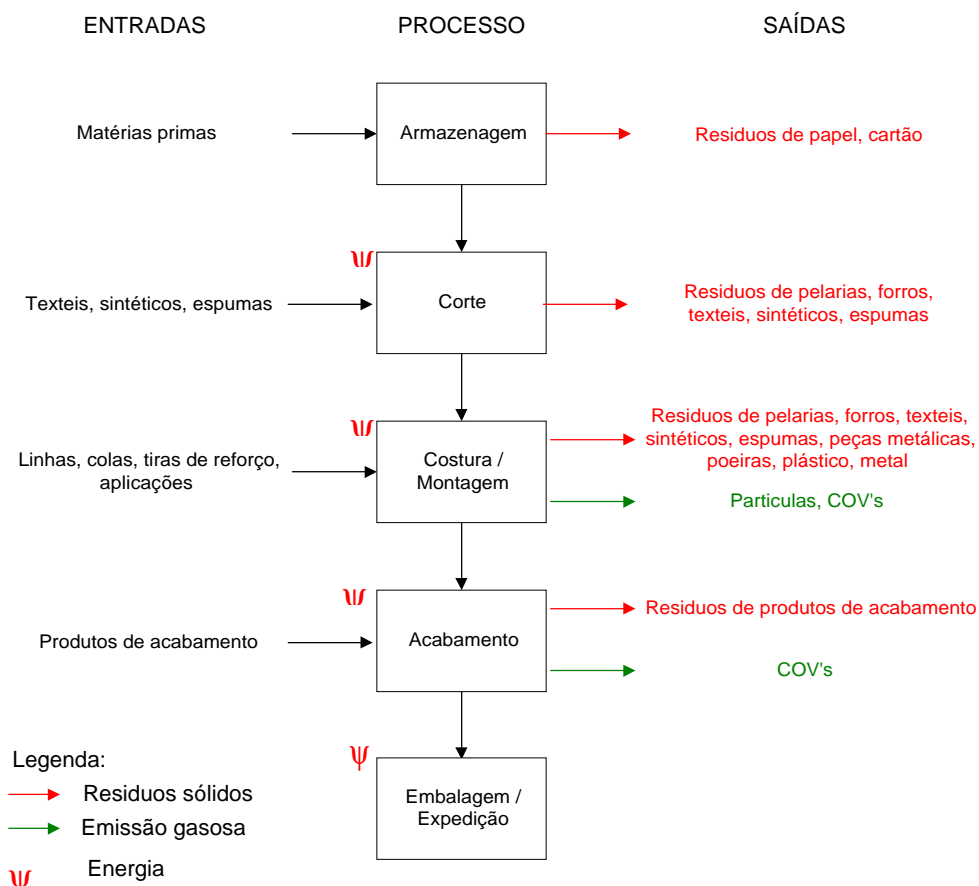 ENTRADAS PROCESSO SAÍDAS
Matérias primas Armazenagem Residuos de papel, cartão
Texteis, sintéticos, espumas Corte Residuos de pelarias, forros,
texteis, sintéticos, espumas
Linhas, colas, tiras de reforço,
aplicações
Costura /
Montagem
Residuos de pelarias, forros, texteis,
sintéticos, espumas, peças metálicas,
poeiras, plástico, metal
Particulas, COV's
Produtos de acabamento Acabamento Residuos de produtos de acabamento
COV's
Embalagem /
Expedição
Legenda:
Residuos sólidos
Emissão gasosa
Energia